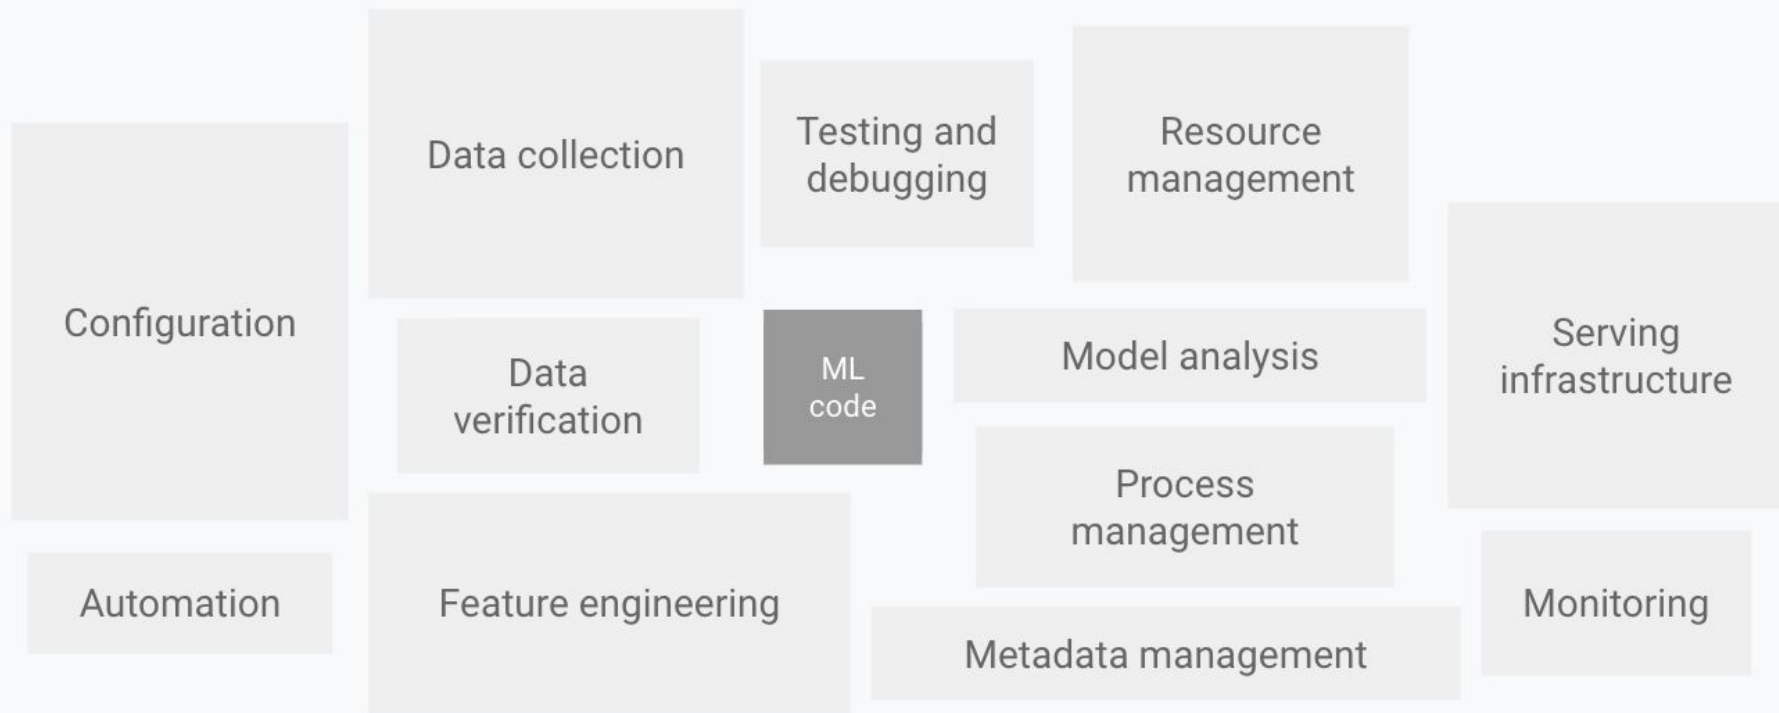 Configuration
Automation
Data collection
Data
verification
Feature engineering
Testing and
debugging
ML
code
Resource
management
Model analysis
Process
management
Metadata management
Serving
infrastructure
Monitoring